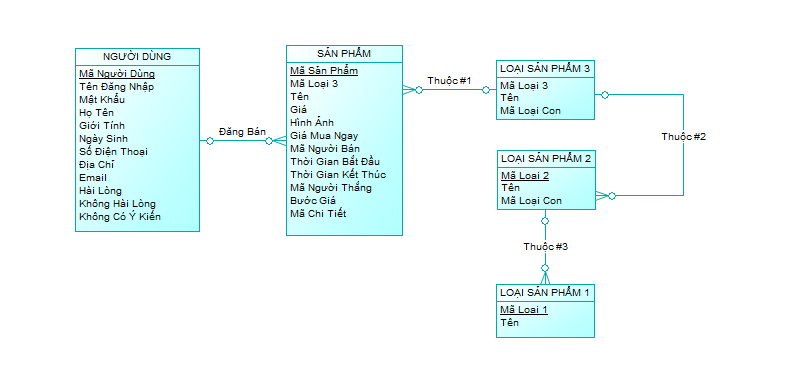 NGƯỜI DÙNG
Mã Người Dùng
Tên Đăng Nhập
Mật Khẩu
Họ Tên
Giới Tính
Ngày Sinh
Số Điện Thoại
Địa Chỉ
Email
Hài Lòng
Không Hài Lòng
Không Có Ý Kiến
Đăng Bán
SẢN PHẨM
Mã Sản Phẩm
Mã Loại 3
Tên
Giá
Hình Ảnh
Giá Mua Ngay
Mã Người Bán
Thời Gian Bắt Đầu
Thời Gian Kết Thúc
Mã Người Thắng
Bước Giá
Mã Chi Tiết
Thuộc #1
LOẠI SẢN PHẨM 3
Mã Loại 3
Tên
Mã Loại Con
Thuộc #2
LOẠI SẢN PHẨM 2
Mã Loại 2
Tên
Mã Loại Con
Thuộc #3
LOẠI SẢN PHẨM 1
Mã Loại 1
Tên